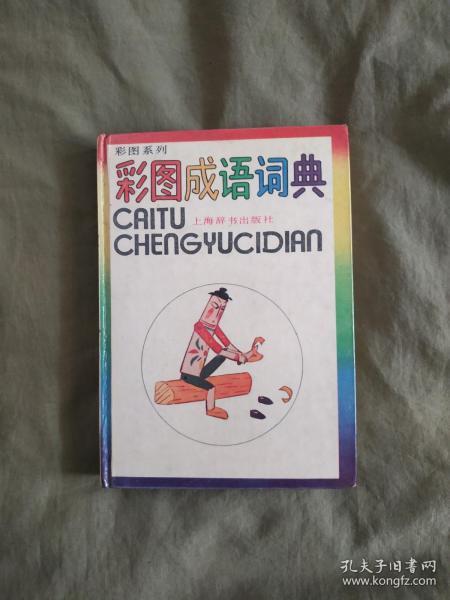 彩图系列
彩图成语词典
CAITU 上海辞书出版社
CHENGYUCIDIAN
孔夫子旧书网
www.kongfz.com